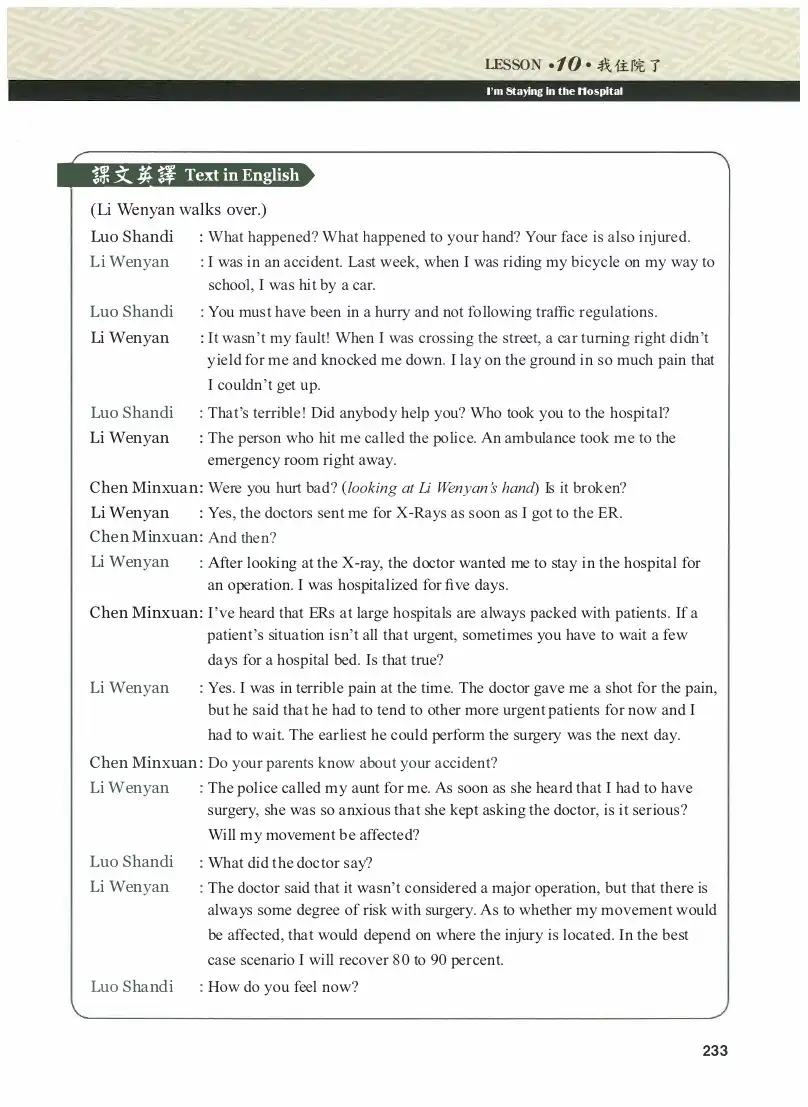 LESSON •10• 我住院了
I'm Staying in the Hospital
課文英譯 Text in English
(Li Wenyan walks over.)
Luo Shandi : What happened? What happened to your hand? Your face is also injured.
Li Wenyan : I was in an accident. Last week, when I was riding my bicycle on my way to
school, I was hit by a car.
Luo Shandi : You must have been in a hurry and not following traffic regulations.
Li Wenyan : It wasn't my fault! When I was crossing the street, a car turning right didn't
yield for me and knocked me down. I lay on the ground in so much pain that
I couldn't get up.
Luo Shandi : That's terrible! Did anybody help you? Who took you to the hospital?
Li Wenyan : The person who hit me called the police. An ambulance took me to the
emergency room right away.
Chen Minxuan: Were you hurt bad? (looking at Li Wenyan's hand) Is it broken?
Li Wenyan : Yes, the doctors sent me for X-Rays as soon as I got to the ER.
Chen Minxuan: And then?
Li Wenyan : After looking at the X-ray, the doctor wanted me to stay in the hospital for
an operation. I was hospitalized for five days.
Chen Minxuan: I've heard that ERs at large hospitals are always packed with patients. If a
patient's situation isn't all that urgent, sometimes you have to wait a few
days for a hospital bed. Is that true?
Li Wenyan : Yes. I was in terrible pain at the time. The doctor gave me a shot for the pain,
but he said that he had to tend to other more urgent patients for now and I
had to wait. The earliest he could perform the surgery was the next day.
Chen Minxuan: Do your parents know about your accident?
Li Wenyan : The police called my aunt for me. As soon as she heard that I had to have
surgery, she was so anxious that she kept asking the doctor, is it serious?
Will my movement be affected?
Luo Shandi : What did the doctor say?
Li Wenyan : The doctor said that it wasn't considered a major operation, but that there is
always some degree of risk with surgery. As to whether my movement would
be affected, that would depend on where the injury is located. In the best
case scenario I will recover 80 to 90 percent.
Luo Shandi : How do you feel now?
233